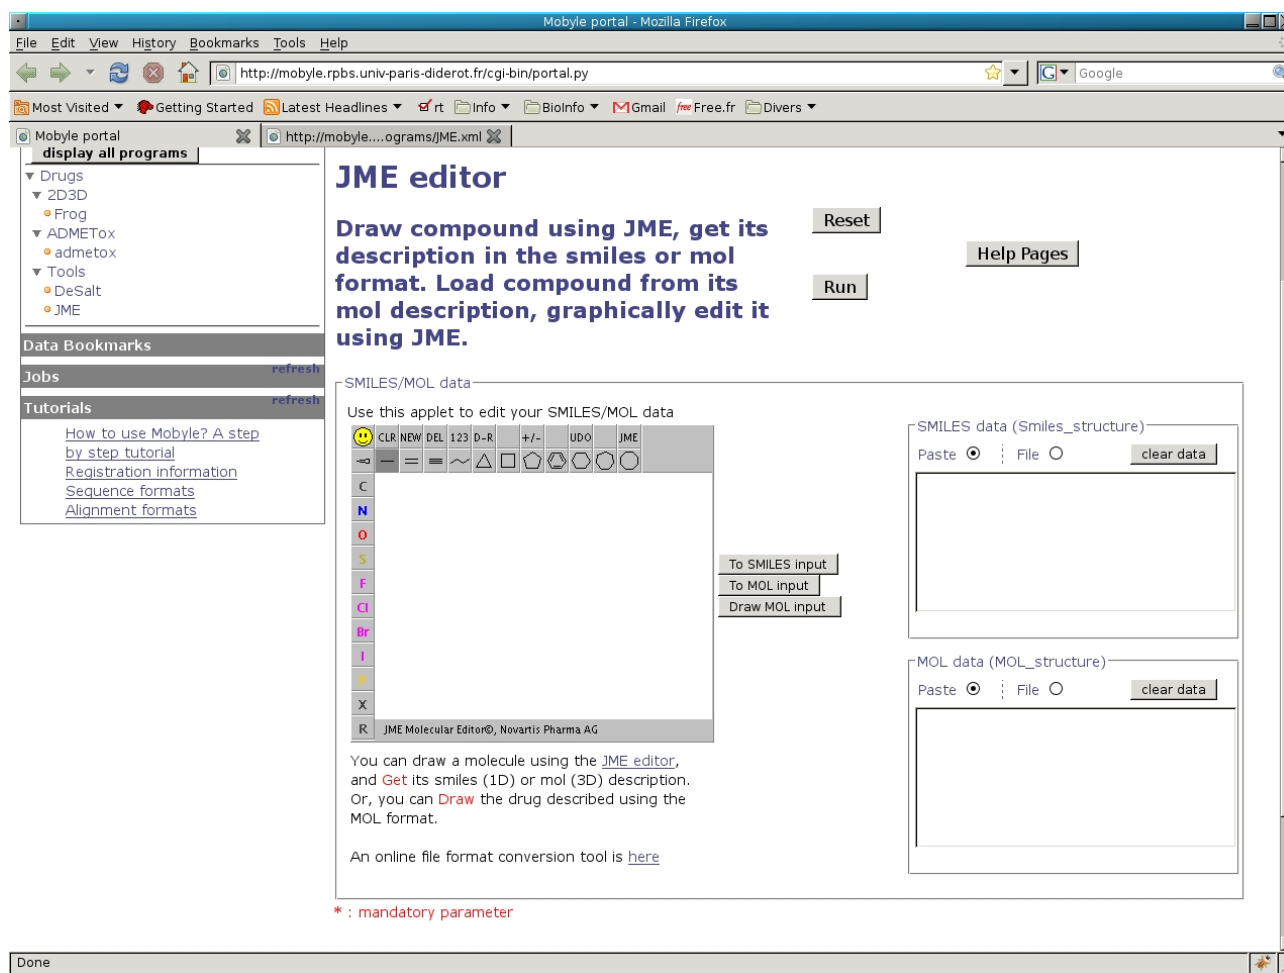 Mobyle portal - Mozilla Firefox
File Edit View History Bookmarks Tools Help
http://mobyle.rpbs.univ-paris-diderot.fr/cgi-bin/portal.py
G Google
Most Visited Getting Started Latest Headlines rt Info BioInfo Gmail Free.fr Divers
Mobyle portal http://mobyle....ograms/JME.xml
display all programs
Drugs
2D3D
Frog
ADMETox
admetox
Tools
DeSalt
JME
Data Bookmarks
Jobs refresh
Tutorials refresh
How to use Mobyle? A step
by step tutorial
Registration information
Sequence formats
Alignment formats
JME editor
Draw compound using JME, get its
description in the smiles or mol
format. Load compound from its
mol description, graphically edit it
using JME.
Reset
Help Pages
Run
SMILES/MOL data
Use this applet to edit your SMILES/MOL data
CLR NEW DEL 123 D-R +/- UDO JME
C
N
O
S
F
Cl
Br
I
P
X
R JME Molecular Editor©, Novartis Pharma AG
To SMILES input
To MOL input
Draw MOL input
SMILES data (Smiles_structure)
Paste File clear data
MOL data (MOL_structure)
Paste File clear data
You can draw a molecule using the JME editor,
and Get its smiles (1D) or mol (3D) description.
Or, you can Draw the drug described using the
MOL format.
An online file format conversion tool is here
* : mandatory parameter
Done